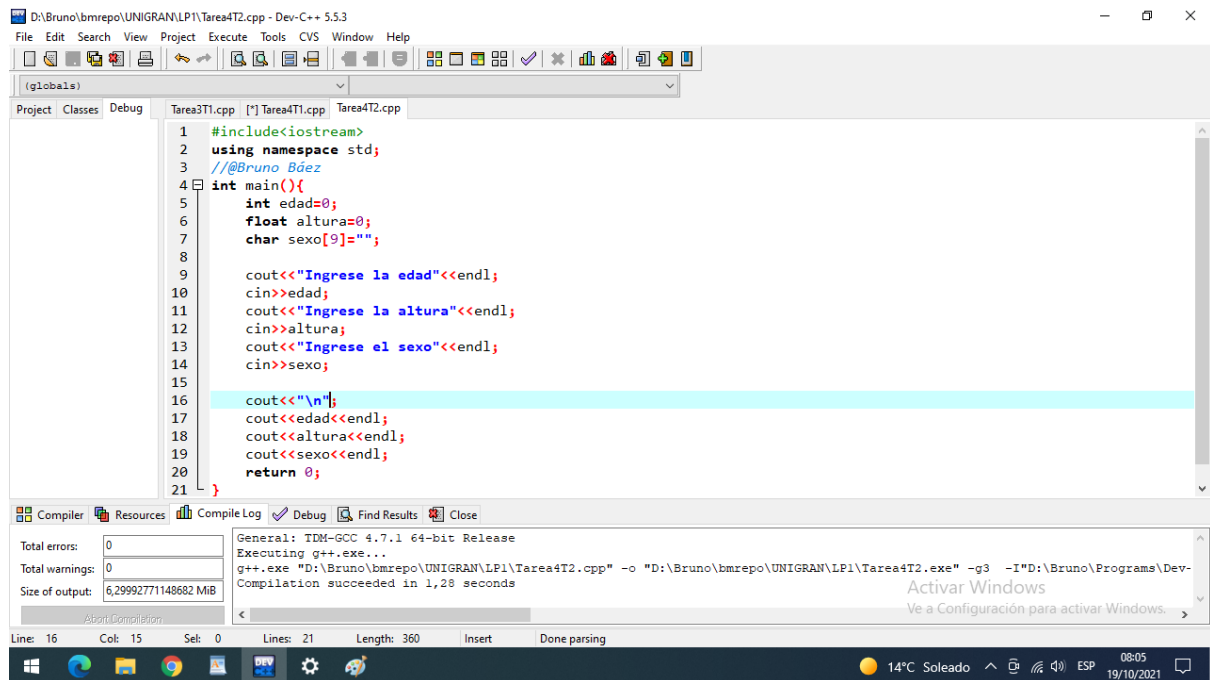 D:\Bruno\bmrepo\UNIGRAN\LP1\Tarea4T2.cpp - Dev-C++ 5.5.3
File Edit Search View Project Execute Tools CVS Window Help
(globals)
Project Classes Debug Tarea3T1.cpp [*] Tarea4T1.cpp Tarea4T2.cpp
1 #include<iostream>
2 using namespace std;
3 //@Bruno Báez
4 int main(){
5 int edad=0;
6 float altura=0;
7 char sexo[9]="";
8
9 cout<<"Ingrese la edad"<<endl;
10 cin>>edad;
11 cout<<"Ingrese la altura"<<endl;
12 cin>>altura;
13 cout<<"Ingrese el sexo"<<endl;
14 cin>>sexo;
15
16 cout<<"\n";
17 cout<<edad<<endl;
18 cout<<altura<<endl;
19 cout<<sexo<<endl;
20 return 0;
21 }
Compiler Resources Compile Log Debug Find Results Close
Total errors: 0
Total warnings: 0
Size of output: 6,29992771148682 MiB
Abort Compilation
General: TDM-GCC 4.7.1 64-bit Release
Executing g++.exe...
g++.exe "D:\Bruno\bmrepo\UNIGRAN\LP1\Tarea4T2.cpp" -o "D:\Bruno\bmrepo\UNIGRAN\LP1\Tarea4T2.exe" -g3 -I"D:\Bruno\Programs\Dev-
Compilation succeeded in 1,28 seconds
Activar Windows
Ve a Configuración para activar Windows.
Line: 16 Col: 15 Sel: 0 Lines: 21 Length: 360 Insert Done parsing
DEV 14°C Soleado ESP 08:05
19/10/2021